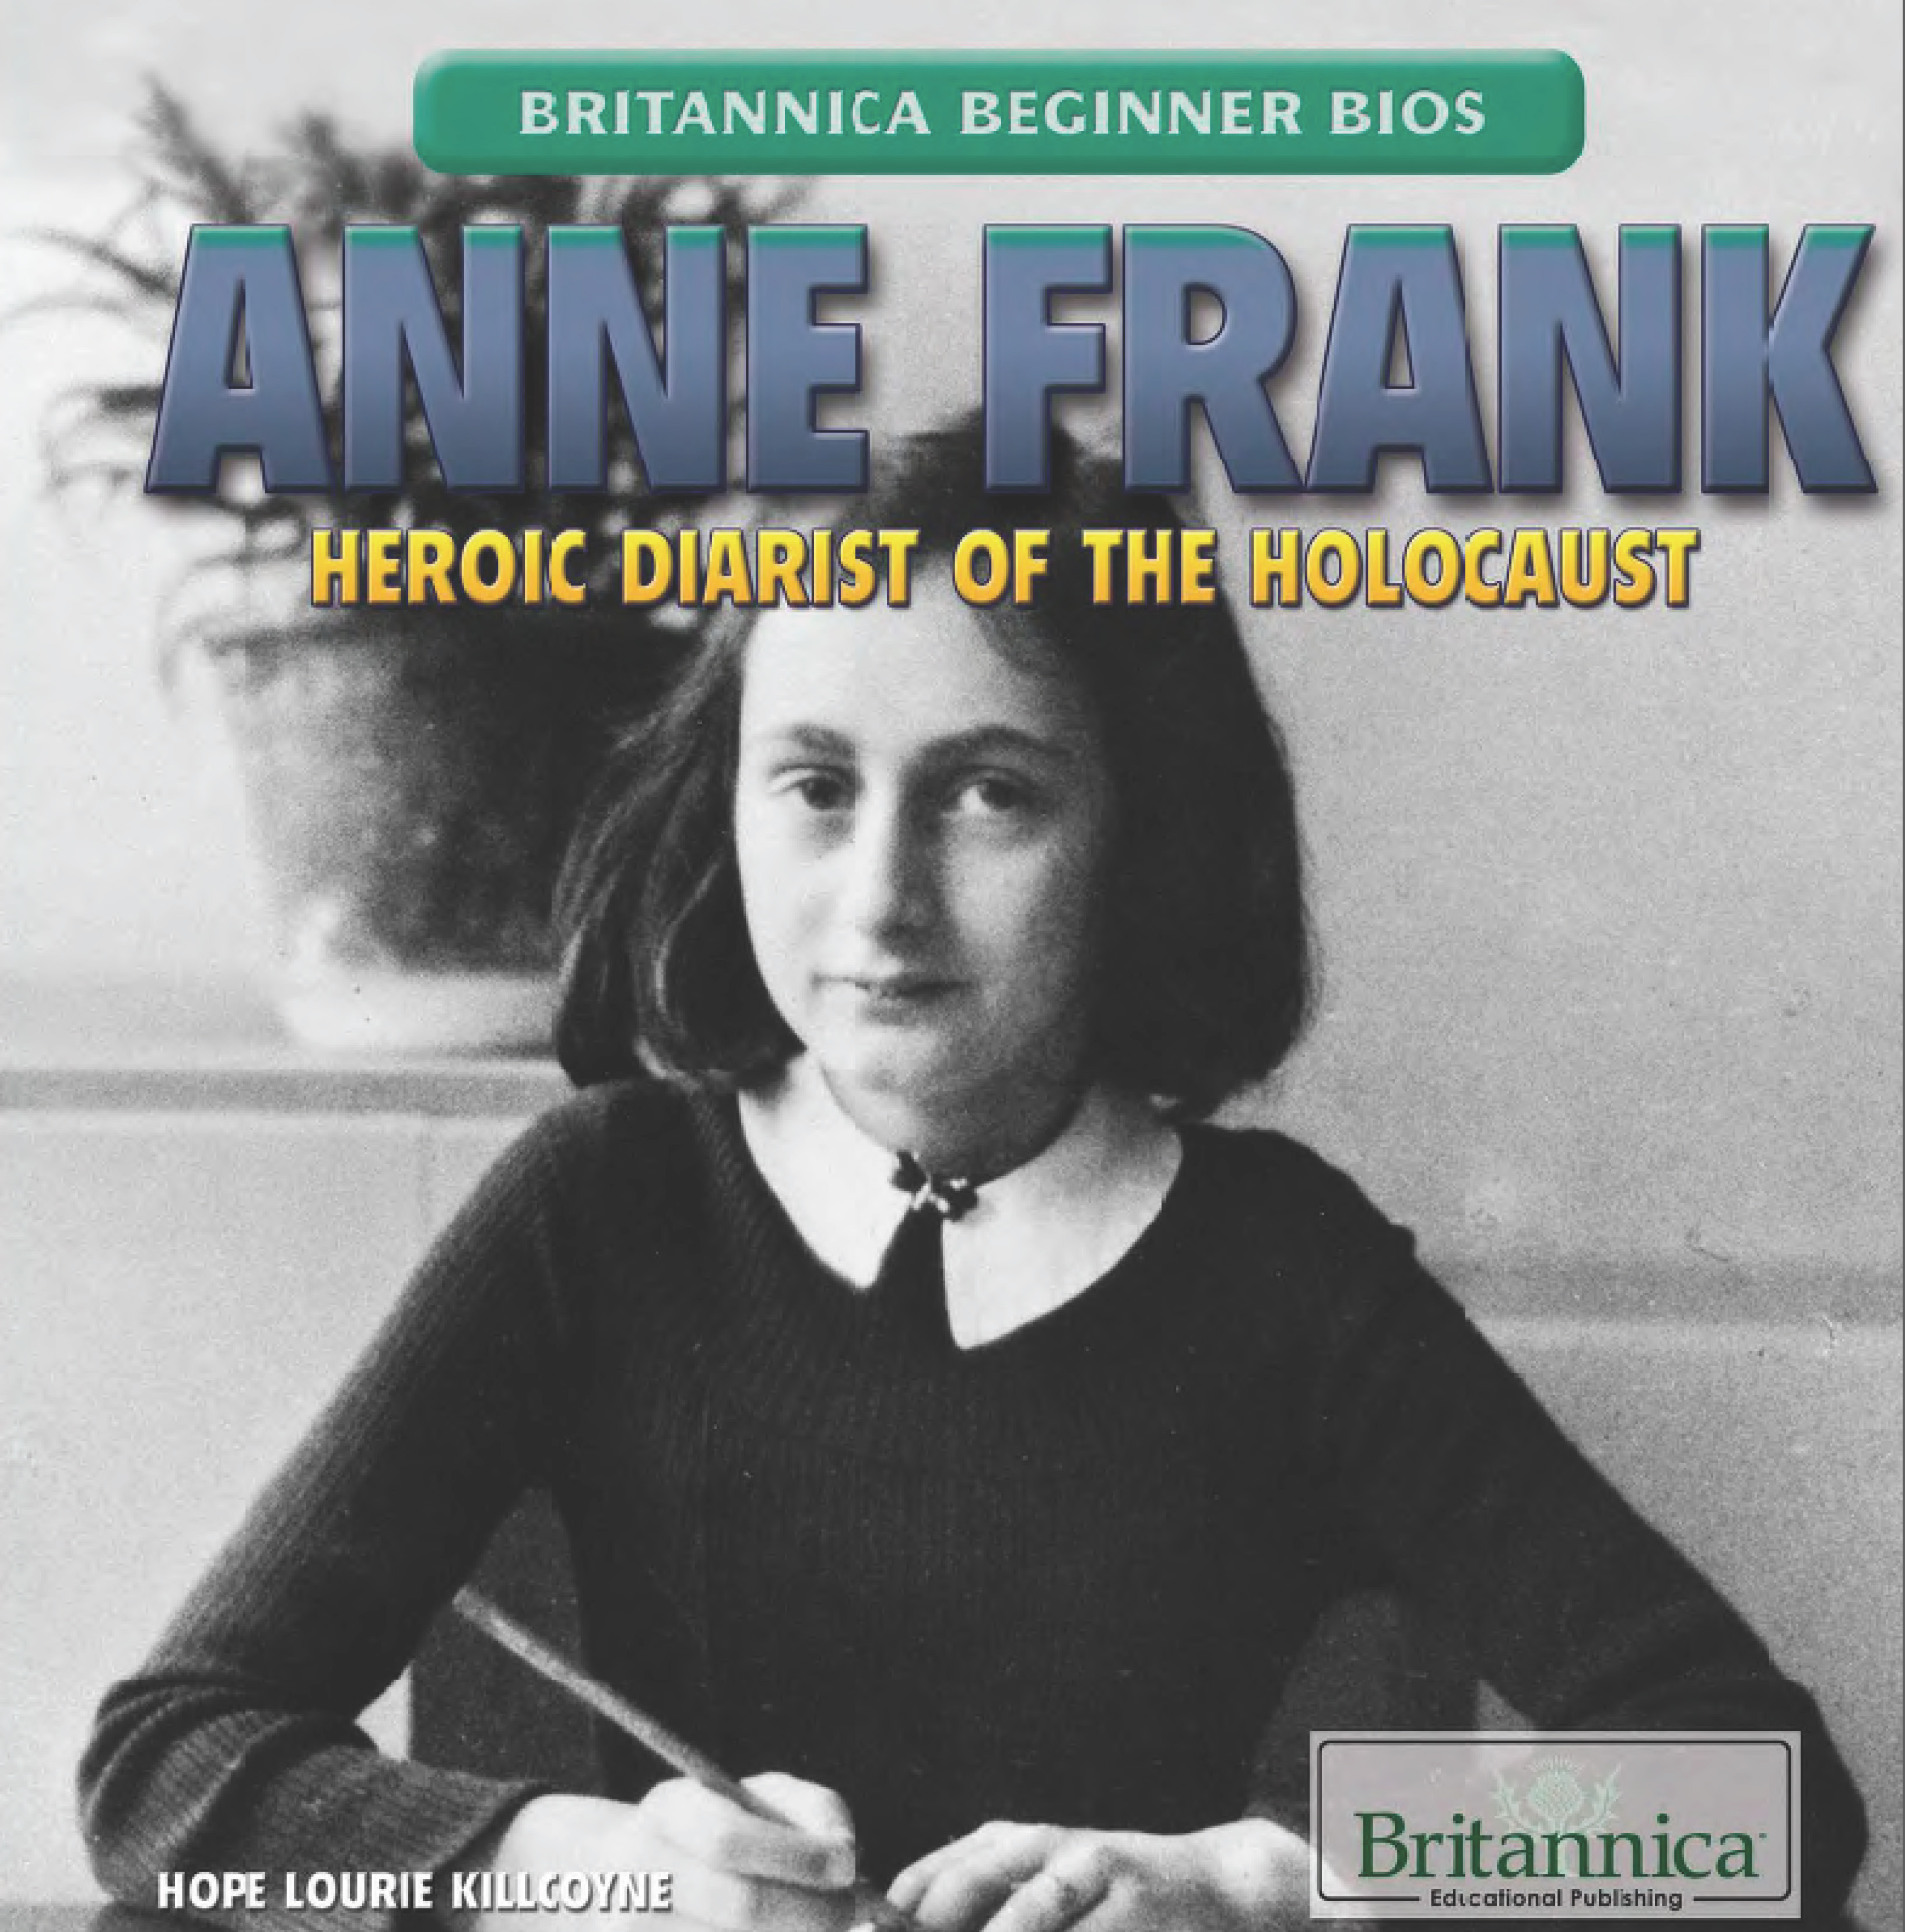 BRITANNICA BEGINNER BIOS
ANNE FRANK
HEROIC DIARIST OF THE HOLOCAUST
HOPE LOURIE KILLCOYNE
Britannica
Educational Publishing